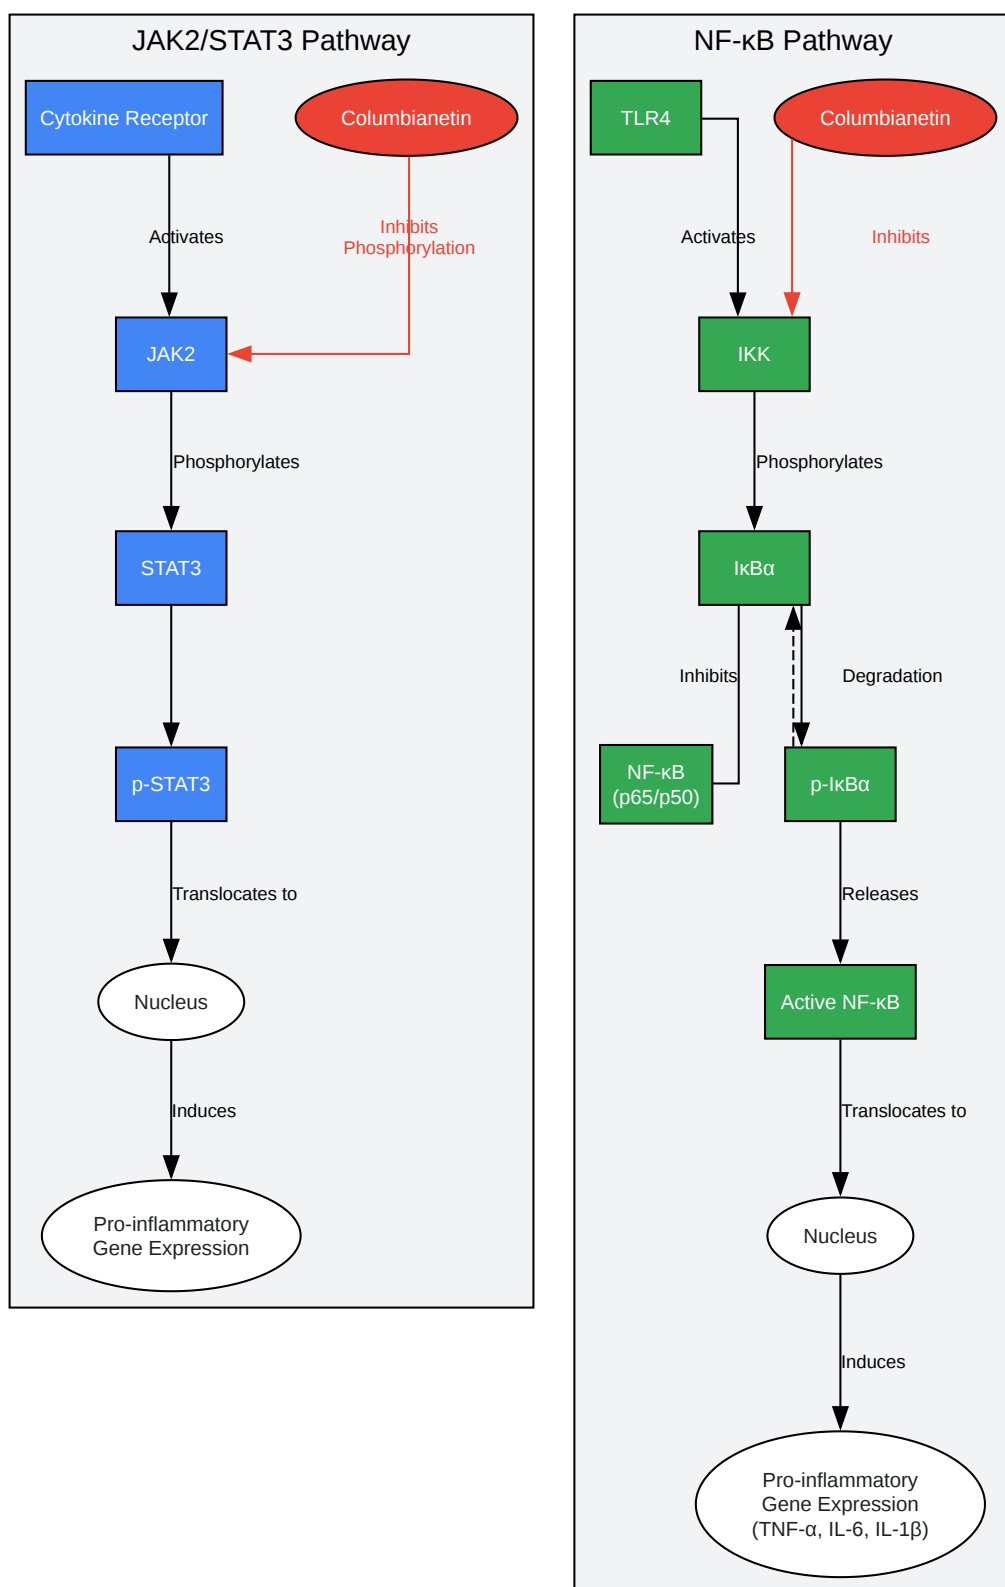 JAK2/STAT3 Pathway
Cytokine Receptor
Columbianetin
Activates
Inhibits
Phosphorylation
JAK2
Phosphorylates
STAT3
p-STAT3
Translocates to
Nucleus
Induces
Pro-inflammatory
Gene Expression
NF-κB Pathway
TLR4
Columbianetin
Activates
Inhibits
IKK
Phosphorylates
IκBα
Inhibits
Degradation
NF-κB
(p65/p50)
p-IκBα
Releases
Active NF-κB
Translocates to
Nucleus
Induces
Pro-inflammatory
Gene Expression
(TNF-α, IL-6, IL-1β)